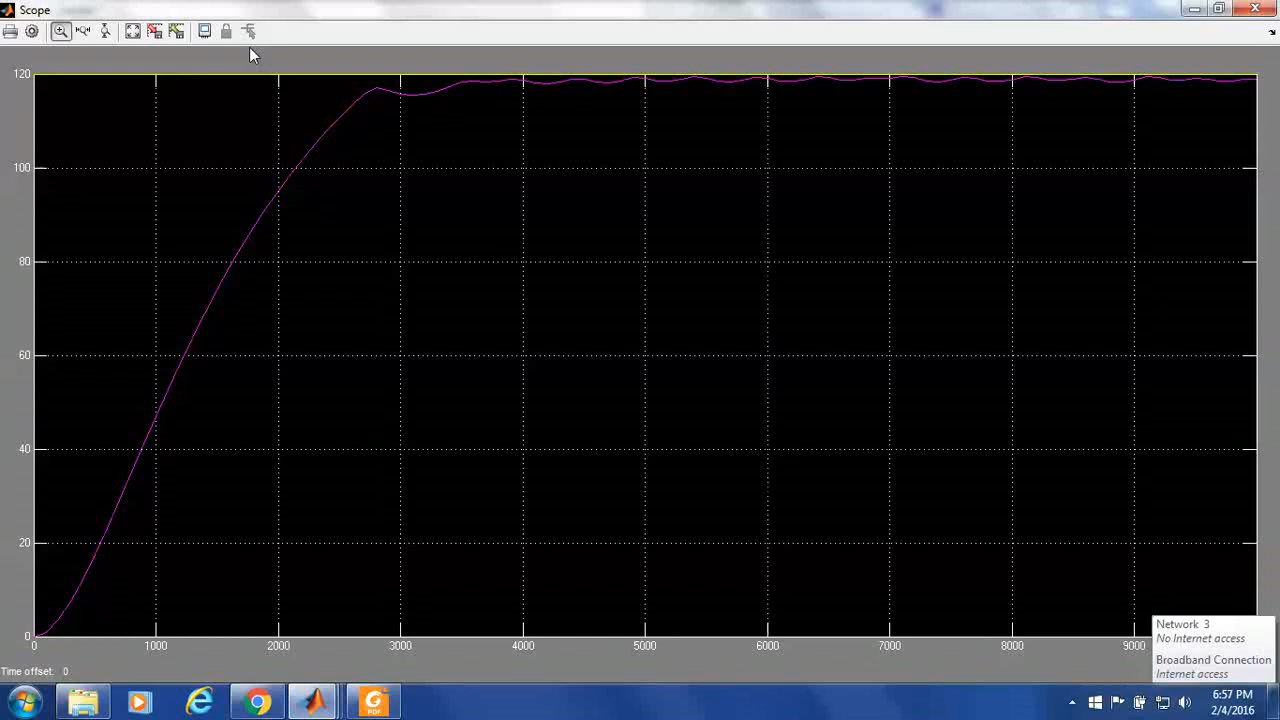 Scope
120
100
80
60
40
20
0
0 1000 2000 3000 4000 5000 6000 7000 8000 9000
Time offset: 0
Network 3
No Internet access
Broadband Connection
Internet access
PDF
6:57 PM
2/4/2016